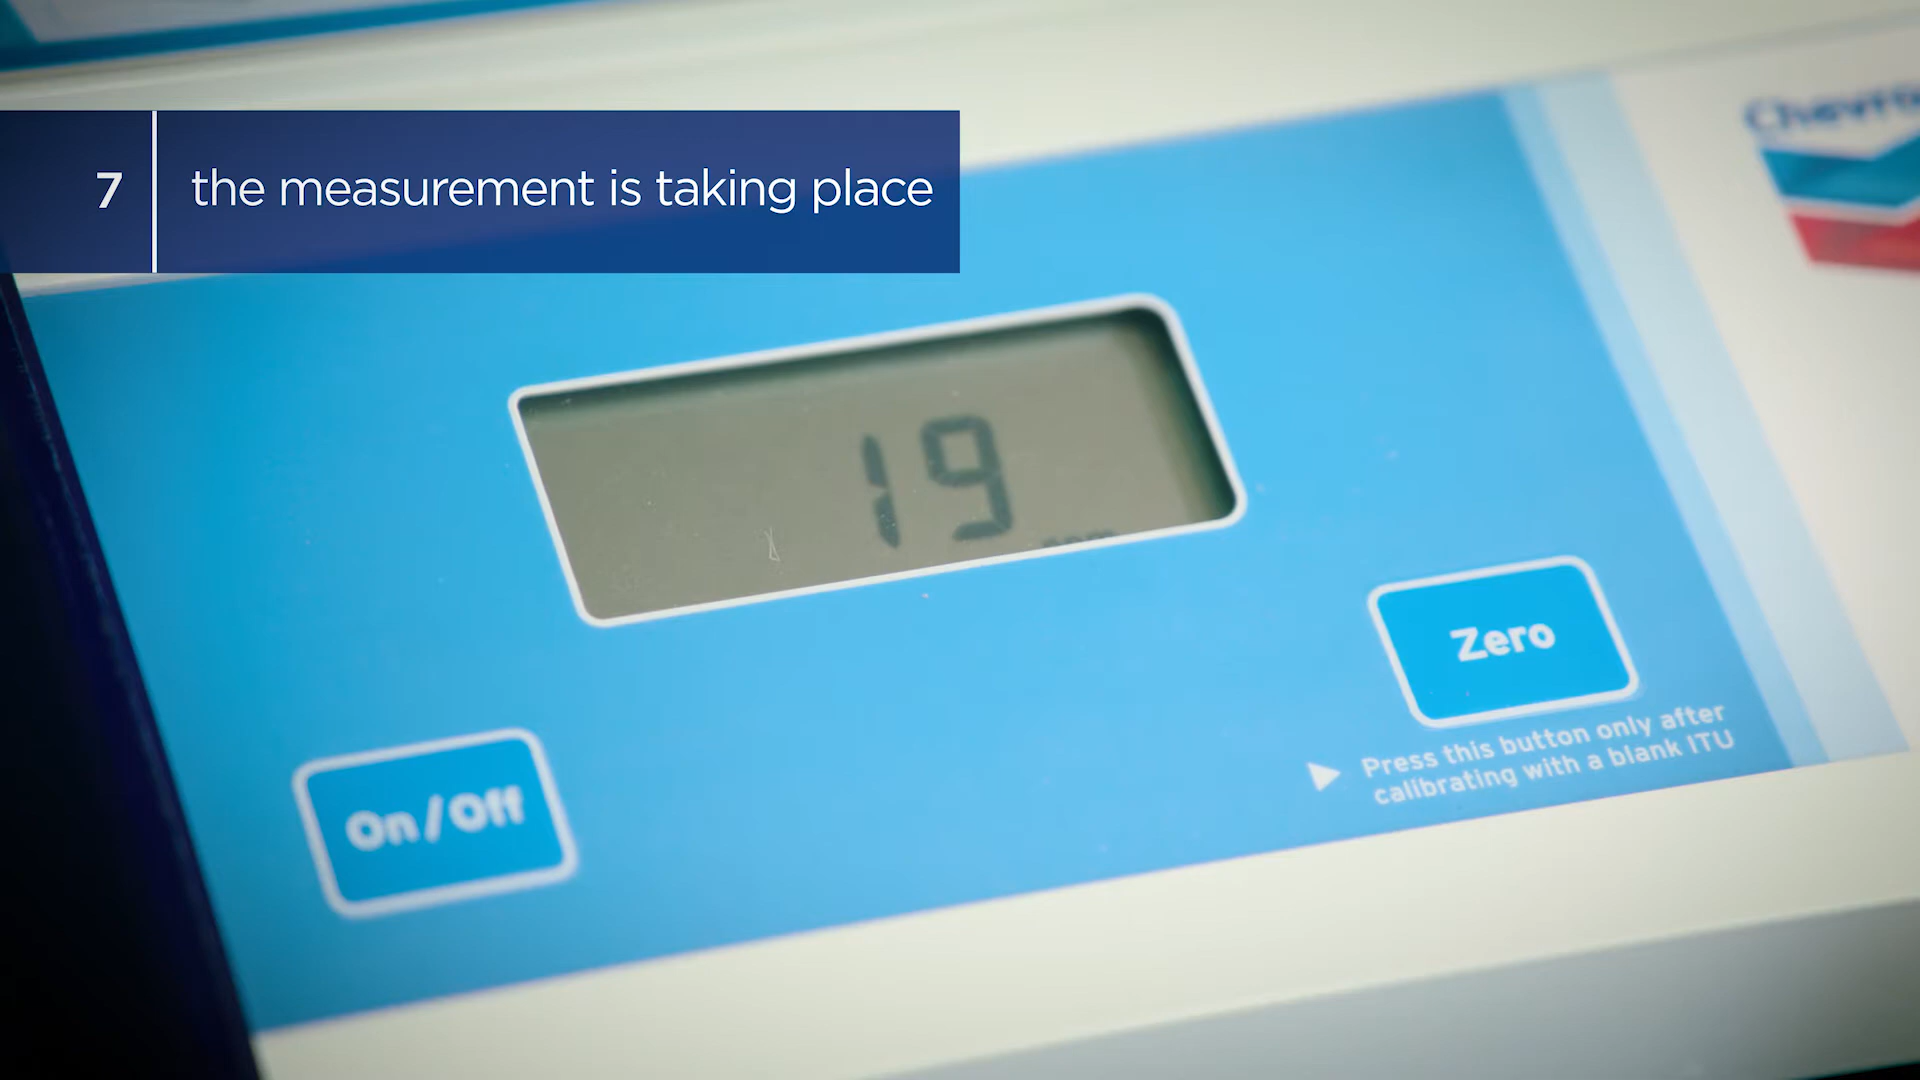 7
the measurement is taking place
19
Zero
Press this button only after
calibrating with a blank ITU
On/Off